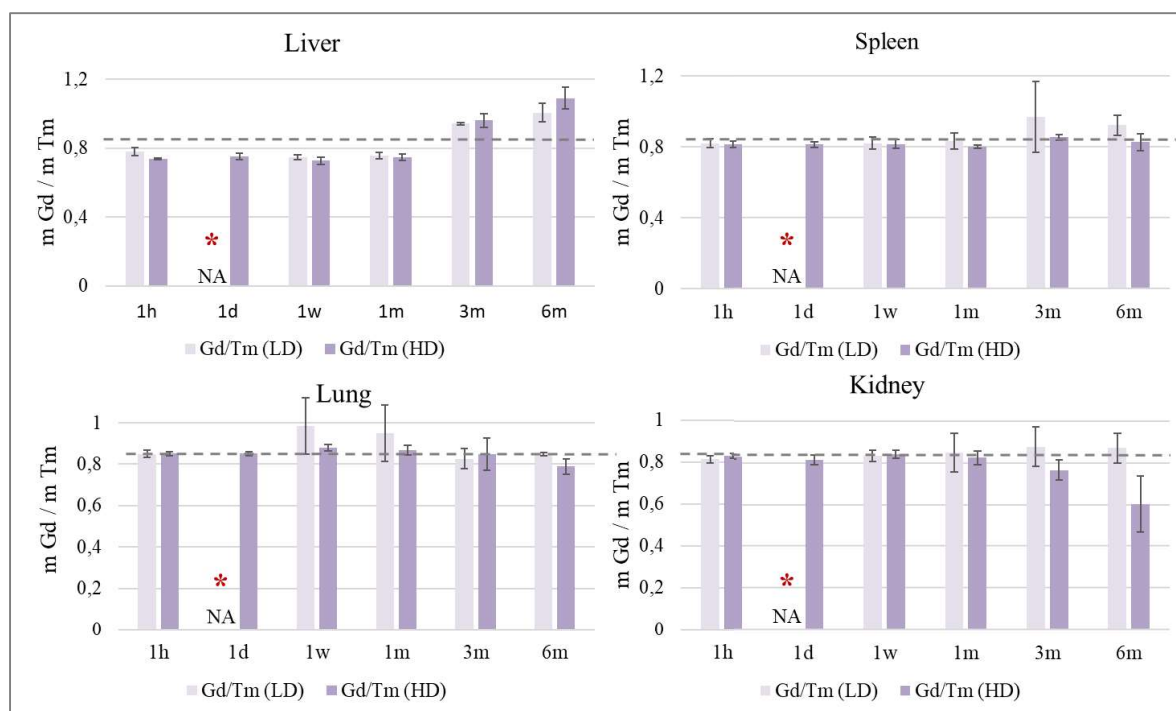 Liver
m Gd / m Tm
1,2
0,8
0,4
0
*
NA
1h 1d 1w 1m 3m 6m
Gd/Tm (LD) Gd/Tm (HD)
Spleen
m Gd / m Tm
1,2
0,8
0,4
0
*
NA
1h 1d 1w 1m 3m 6m
Gd/Tm (LD) Gd/Tm (HD)
Lung
m Gd / m Tm
1
0,8
0,6
0,4
0,2
0
*
NA
1h 1d 1w 1m 3m 6m
Gd/Tm (LD) Gd/Tm (HD)
Kidney
m Gd / m Tm
1
0,8
0,6
0,4
0,2
0
*
NA
1h 1d 1w 1m 3m 6m
Gd/Tm (LD) Gd/Tm (HD)